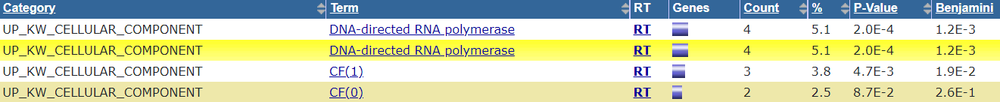 Category Term RT Genes Count % P-Value Benjamini
UP_KW_CELLULAR_COMPONENT DNA-directed RNA polymerase RT 4 5.1 2.0E-4 1.2E-3
UP_KW_CELLULAR_COMPONENT DNA-directed RNA polymerase RT 4 5.1 2.0E-4 1.2E-3
UP_KW_CELLULAR_COMPONENT CF(1) RT 3 3.8 4.7E-3 1.9E-2
UP_KW_CELLULAR_COMPONENT CF(0) RT 2 2.5 8.7E-2 2.6E-1